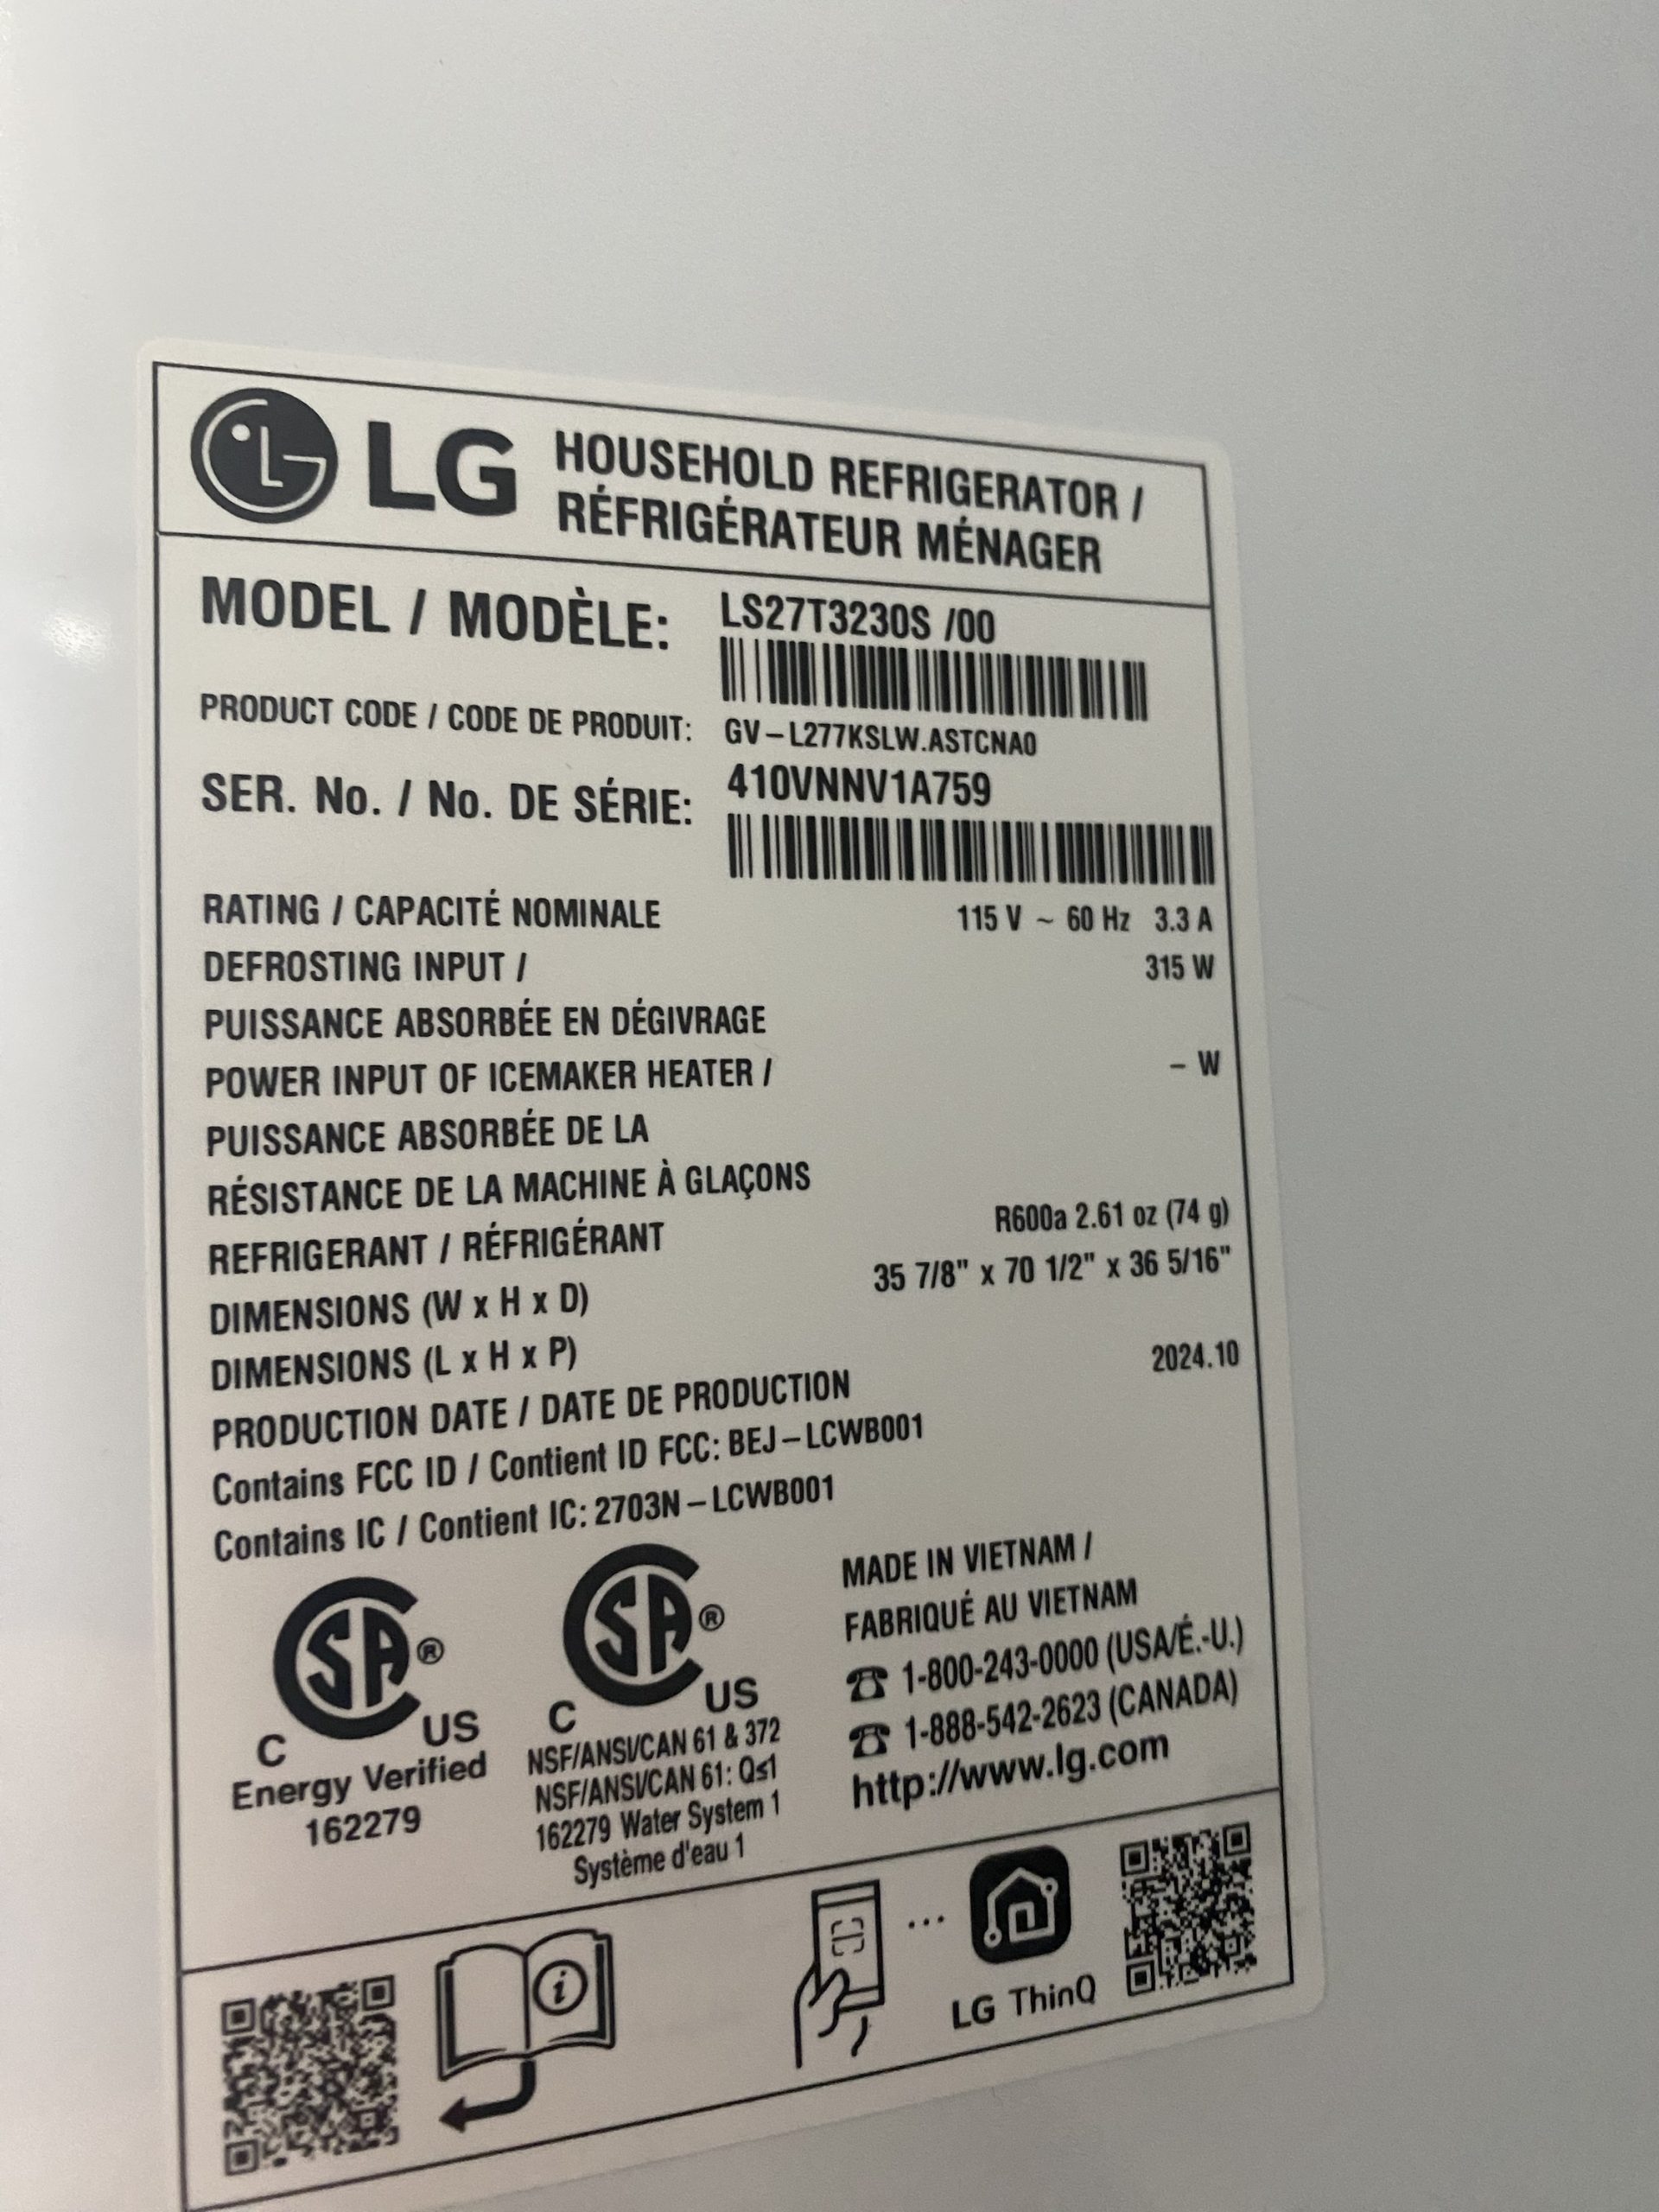 LG
HOUSEHOLD REFRIGERATOR /
RÉFRIGÉRATEUR MÉNAGER
MODEL / MODÈLE: LS27T3230S /00
PRODUCT CODE / CODE DE PRODUIT: GV-L277KSLW.ASTCNA0
SER. No. / No. DE SÉRIE: 410VNNV1A759
RATING / CAPACITÉ NOMINALE 115 V ~ 60 Hz 3.3 A
DEFROSTING INPUT / 315 W
PUISSANCE ABSORBÉE EN DÉGIVRAGE
POWER INPUT OF ICEMAKER HEATER / – W
PUISSANCE ABSORBÉE DE LA
RÉSISTANCE DE LA MACHINE À GLAÇONS
REFRIGERANT / RÉFRIGÉRANT R600a 2.61 oz (74 g)
DIMENSIONS (W x H x D) 35 7/8" x 70 1/2" x 36 5/16"
DIMENSIONS (L x H x P)
PRODUCTION DATE / DATE DE PRODUCTION 2024.10
Contains FCC ID / Contient ID FCC: BEJ-LCWB001
Contains IC / Contient IC: 2703N-LCWB001
SA ®
C US
Energy Verified
162279
SA ®
C US
NSF/ANSI/CAN 61 & 372
NSF/ANSI/CAN 61: Q≤1
162279 Water System 1
Système d'eau 1
MADE IN VIETNAM /
FABRIQUÉ AU VIETNAM
☎ 1-800-243-0000 (USA/É.-U.)
☎ 1-888-542-2623 (CANADA)
http://www.lg.com
i
...
LG ThinQ